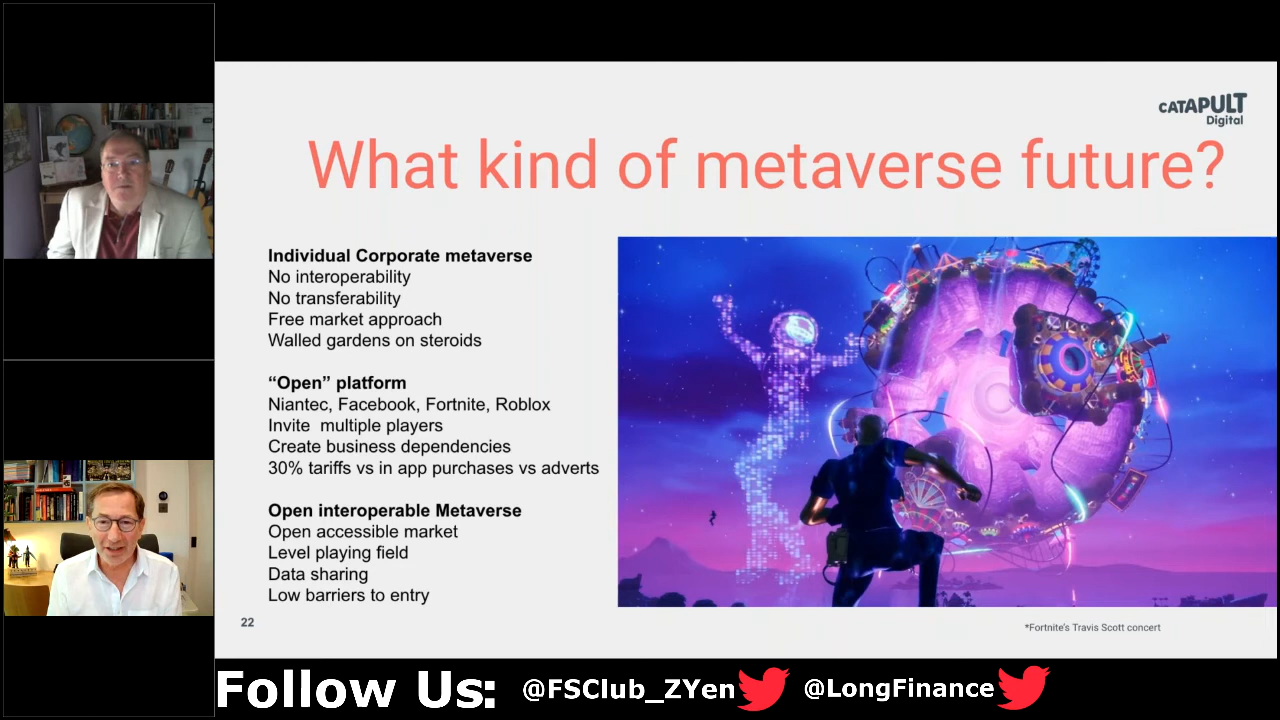 CATAPULT
Digital
What kind of metaverse future?
Individual Corporate metaverse
No interoperability
No transferability
Free market approach
Walled gardens on steroids
“Open” platform
Niantec, Facebook, Fortnite, Roblox
Invite multiple players
Create business dependencies
30% tariffs vs in app purchases vs adverts
Open interoperable Metaverse
Open accessible market
Level playing field
Data sharing
Low barriers to entry
22
*Fortnite's Travis Scott concert
Follow Us: @FSClub_ZYen @LongFinance